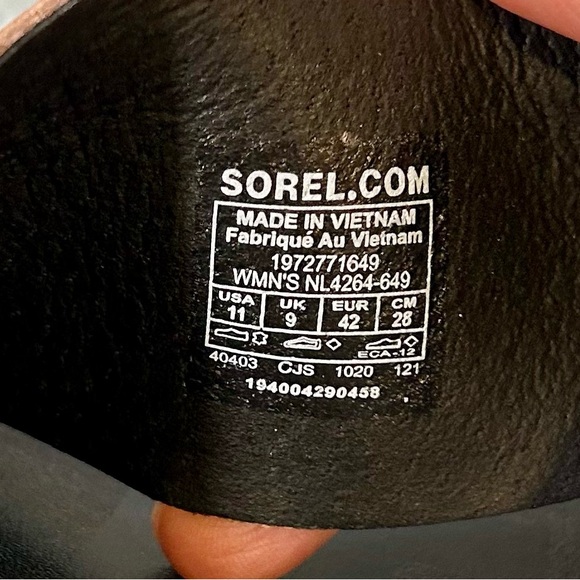 SOREL.COM
MADE IN VIETNAM
Fabriqué Au Vietnam
1972771649
WMN'S NL4264-649
USA UK EUR CM
11 9 42 28
ECA-12
40403 CJS 1020 121
194004290458